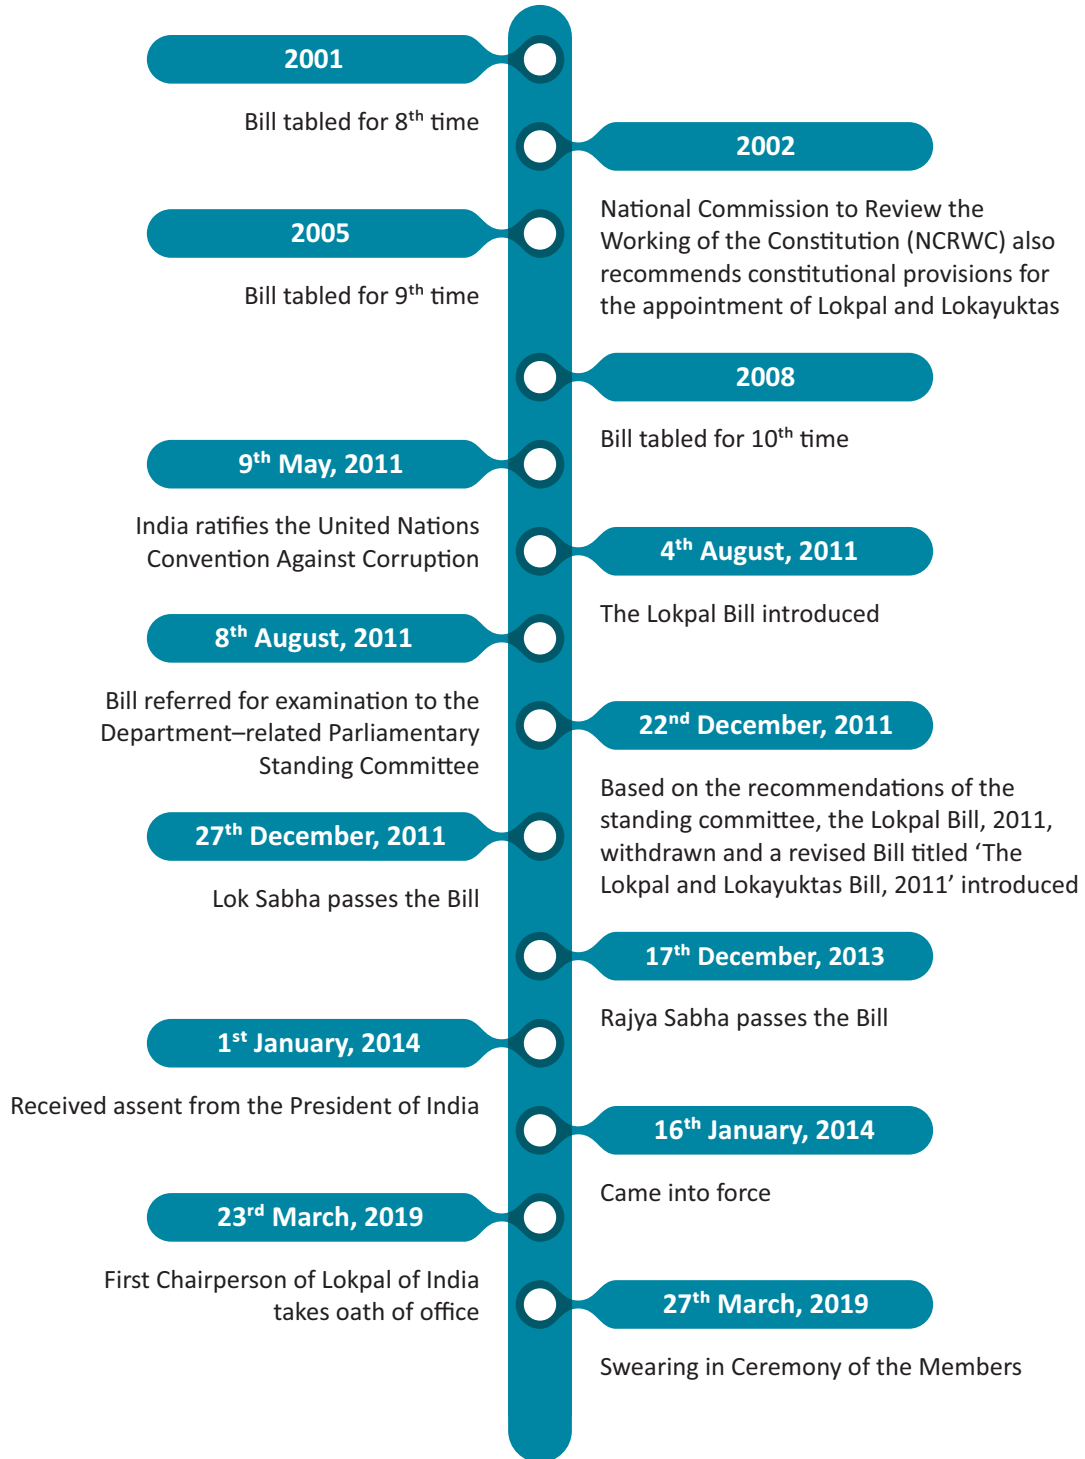 2001
Bill tabled for 8th time
2002
National Commission to Review the
Working of the Constitution (NCRWC) also
recommends constitutional provisions for
the appointment of Lokpal and Lokayuktas
2005
Bill tabled for 9th time
2008
Bill tabled for 10th time
9th May, 2011
India ratifies the United Nations
Convention Against Corruption
4th August, 2011
The Lokpal Bill introduced
8th August, 2011
Bill referred for examination to the
Department–related Parliamentary
Standing Committee
22nd December, 2011
Based on the recommendations of the
standing committee, the Lokpal Bill, 2011,
withdrawn and a revised Bill titled ‘The
Lokpal and Lokayuktas Bill, 2011’ introduced
27th December, 2011
Lok Sabha passes the Bill
17th December, 2013
Rajya Sabha passes the Bill
1st January, 2014
Received assent from the President of India
16th January, 2014
Came into force
23rd March, 2019
First Chairperson of Lokpal of India
takes oath of office
27th March, 2019
Swearing in Ceremony of the Members